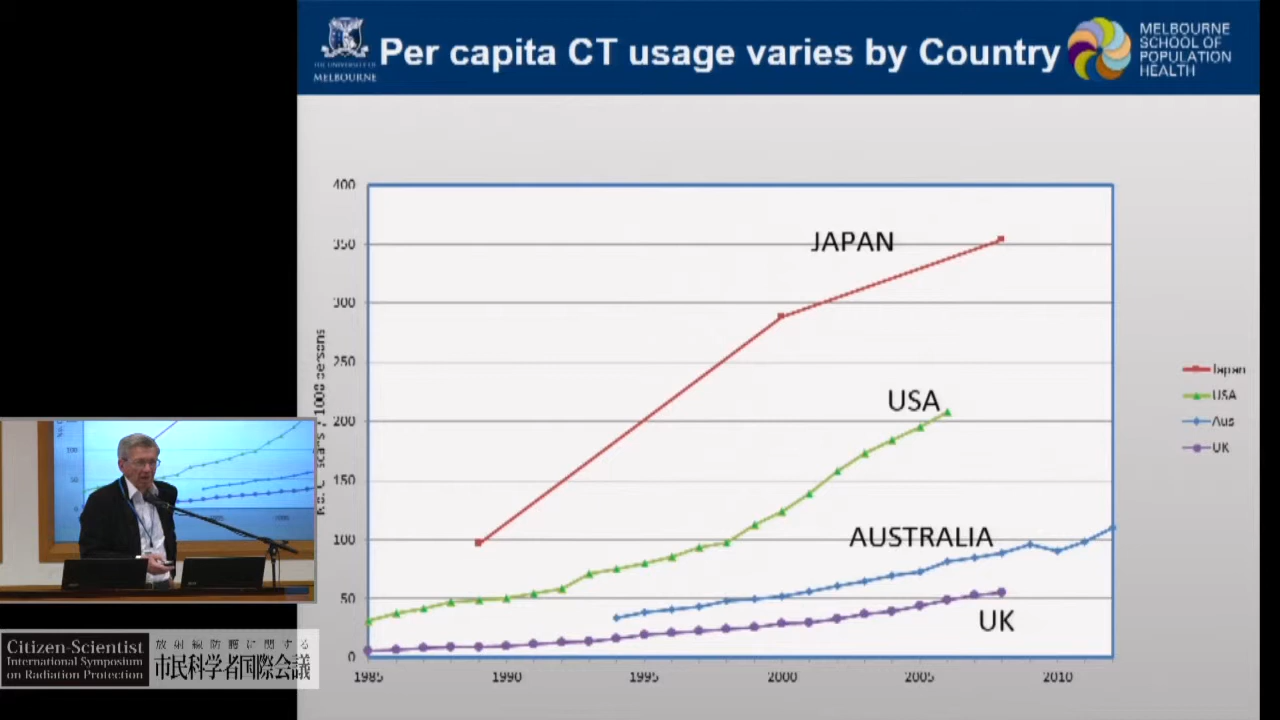 THE UNIVERSITY OF
MELBOURNE
Per capita CT usage varies by Country
MELBOURNE
SCHOOL OF
POPULATION
HEALTH
400
350
300
250
200
150
100
50
0
1000 persons
JAPAN
USA
AUSTRALIA
UK
1985
1990
1995
2000
2005
2010
Japan
USA
Aus
UK
Citizen-Scientist
International Symposium
on Radiation Protection
放射線防護に関する
市民科学者国際会議